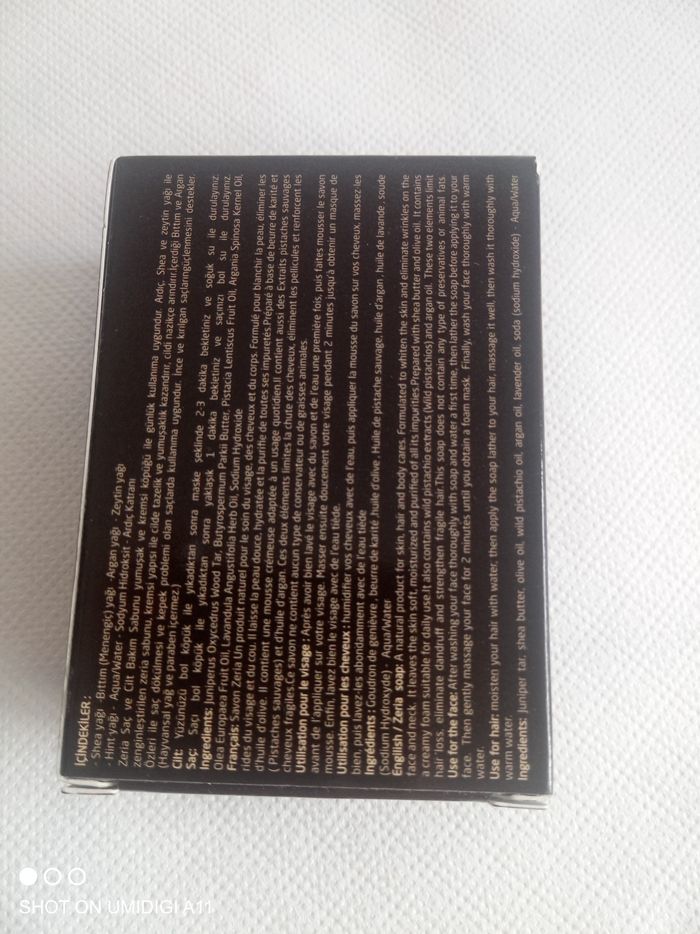 İÇİNDEKİLER:
- Shea yağı - Bıttım (Menengiç) yağı -Argan yağı - Zeytin yağı
- Hint yağı - Aqua/Water - Sodyum Hidroksit - Ardıç Katranı
Zeria Saç ve Cilt Bakım Sabunu yumuşak ve kremsi köpüğü ile günlük kullanıma uygundur. Ardıç, Shea ve zeytin yağı ile
zenginleştirilen zeria sabunu, kremsi yapısı ile cilde tazelik ve yumuşaklık kazandırır, cildi nazikçe arındırır.İçerdiği Bıttım ve Argan
Özleri ile saç dökülmesi ve kepek problemi olan saçlarda kullanıma uygundur. İnce ve kırılgan saçlarıngüçlenmesini destekler.
(Hayvansal yağ ve paraben içermez.)
Cilt: Yüzünüzü bol köpük ile yıkadıktan sonra maske şeklinde 2-3 dakika bekletiniz ve soğuk su ile durulayınız.
Saç: Saçı bol köpük ile yıkadıktan sonra yaklaşık 1 dakika bekletiniz ve saçınızı bol su ile durulayınız.
Ingredients: Juniperus Oxycedrus Wood Tar, Butyrospermum Parkii Butter, Pistacia Lentiscus Fruit Oil, Argania Spinosa Kernel Oil,
Olea Europaea Fruit Oil, Lavandula Angustifolia Herb Oil, Sodium Hydroxide
Français: Savon Zeria Un produit naturel pour le soin du visage, des cheveux et du corps. Formulé pour blanchir la peau, éliminer les
rides du visage et du cou. Il laisse la peau douce, hydratée et la purifie de toutes ses impuretés.Préparé à base de beurre de karité et
d'huile d'olive Il contient une mousse crémeuse adaptée à un usage quotidien.Il contient aussi des Extraits pistaches sauvages
( Pistaches sauvages) et d'huile d'argan. Ces deux éléments limites la chute des cheveux, éliminent les pellicules et renforcent les
cheveux fragiles.Ce savon ne contient aucun type de conservateur ou de graisses animales.
Utilisation pour le visage : Après avoir bien lavé le visage avec du savon et de l'eau une première fois, puis faites mousser le savon
avant de l'appliquer sur votre visage. Masser ensuite doucement votre visage pendant 2 minutes jusqu'à obtenir un masque de
mousse. Enfin, lavez bien le visage avec de l'eau tiède.
Utilisation pour les cheveux : humidifier vos cheveux avec de l'eau, puis appliquer la mousse du savon sur vos cheveux, massez-les
bien puis lavez-les abondamment avec de l'eau tiède
Ingrédients : Goudron de genièvre, beurre de karité ,huile d'olive, Huile de pistache sauvage, huile d'argan , huile de lavande , soude
(Sodium Hydroxyde) - Aqua/Water
English / Zeria soap: A natural product for skin, hair and body cares. Formulated to whiten the skin and eliminate wrinkles on the
face and neck. It leaves the skin soft, moisturized and purified of all its impurities.Prepared with shea butter and olive oil. It contains
a creamy foam suitable for daily use.It also contains wild pistachio extracts (Wild pistachios) and argan oil. These two elements limit
hair loss, eliminate dandruff and strengthen fragile hair.This soap does not contain any type of preservatives or animal fats.
Use for the face: After washing your face thoroughly with soap and water a first time, then lather the soap before applying it to your
face. Then gently massage your face for 2 minutes until you obtain a foam mask. Finally, wash your face thoroughly with warm
water.
Use for hair: moisten your hair with water, then apply the soap lather to your hair, massage it well, then wash it thoroughly with
warm water.
Ingredients: Juniper tar, shea butter, olive oil, wild pistachio oil, argan oil, lavender oil, soda (sodium hydroxide) - Aqua/Water
SHOT ON UMIDIGI A11